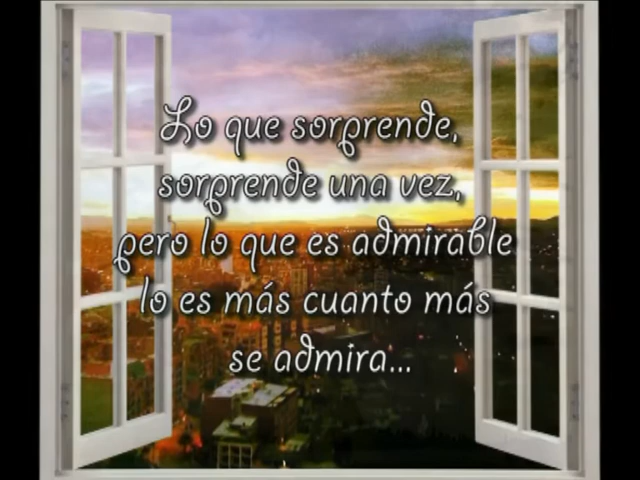 Lo que sorprende,
sorprende una vez,
pero lo que es admirable
lo es más cuanto más
se admira...